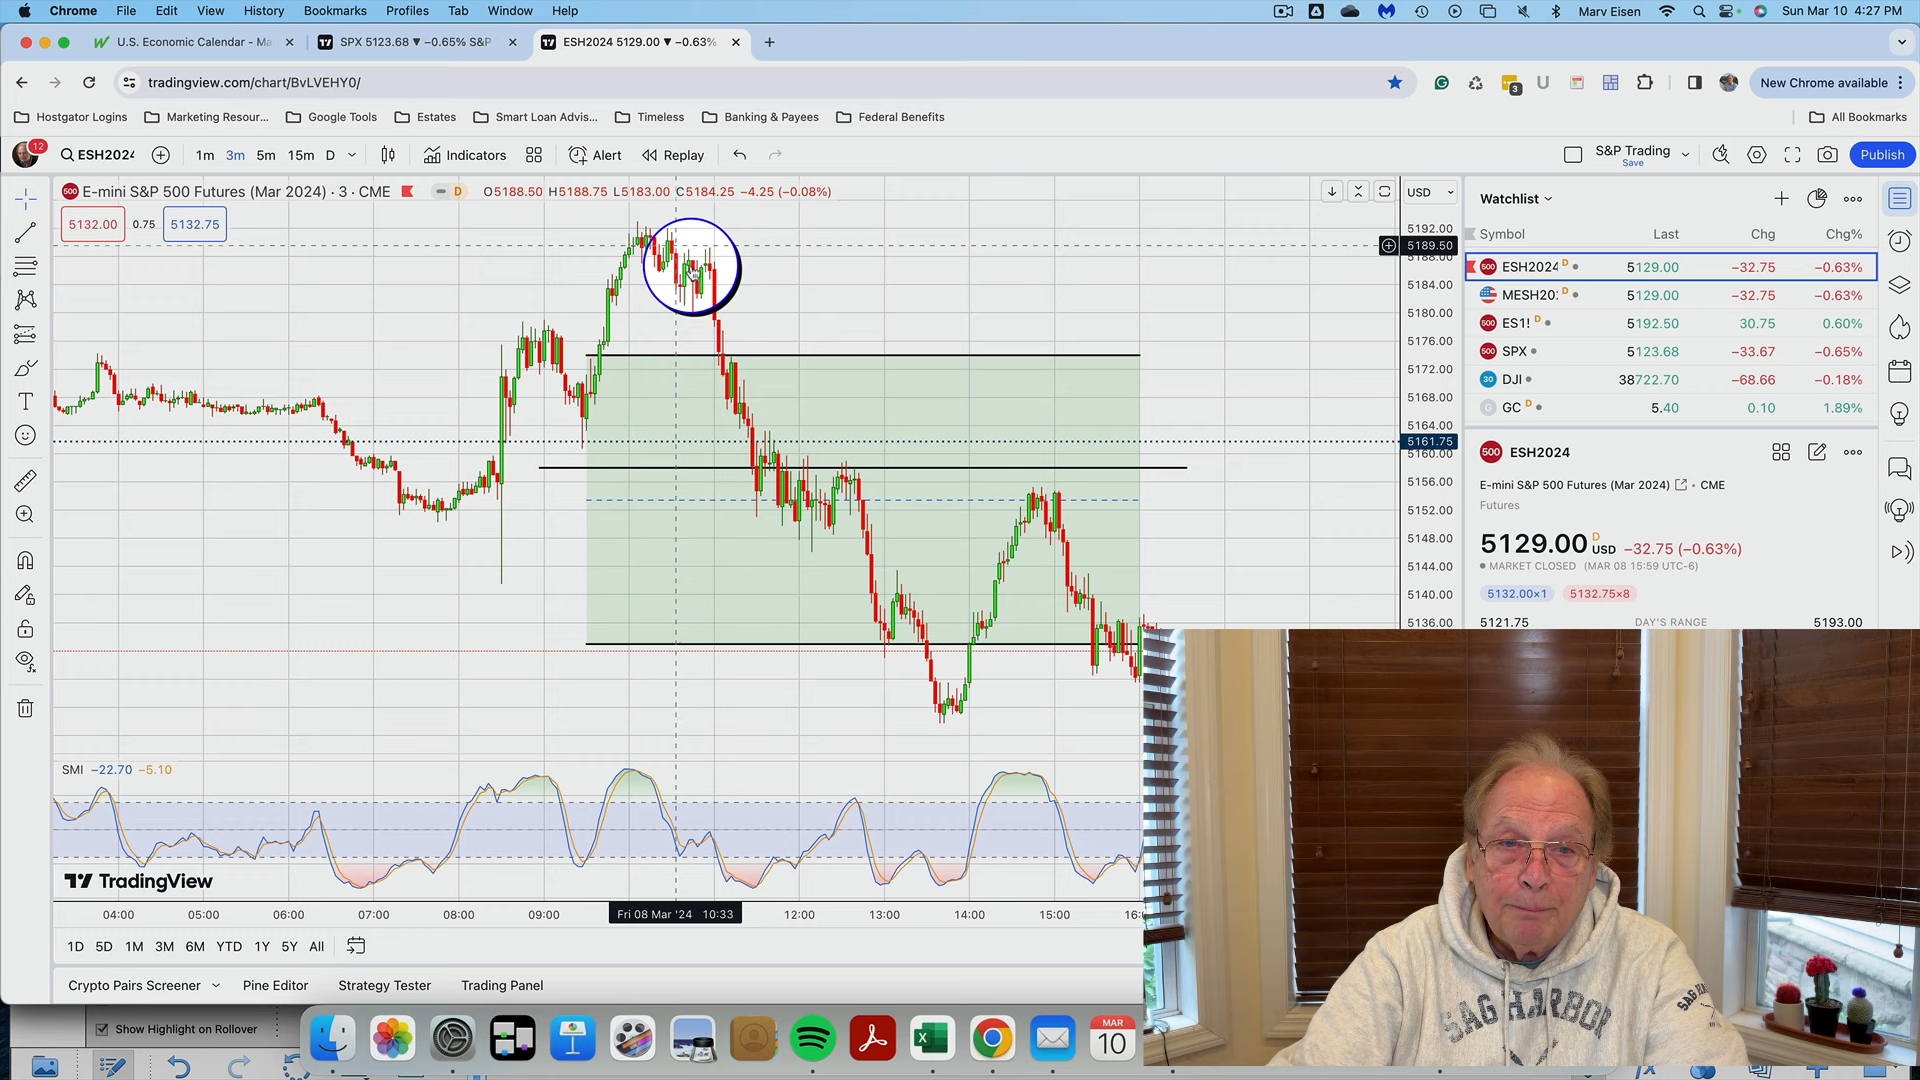 Chrome File Edit View History Bookmarks Profiles Tab Window Help Marv Eisen Sun Mar 10 4:27 PM
U.S. Economic Calendar - Ma SPX 5123.68 ▼ −0.65% S&P ESH2024 5129.00 ▼ −0.63%
tradingview.com/chart/BvLVEHY0/ 3 New Chrome available
Hostgator Logins Marketing Resour... Google Tools Estates Smart Loan Advis... Timeless Banking & Payees Federal Benefits All Bookmarks
12 ESH2024 1m 3m 5m 15m D Indicators Alert Replay S&P Trading Save Publish
E-mini S&P 500 Futures (Mar 2024) · 3 · CME D O5188.50 H5188.75 L5183.00 C5184.25 −4.25 (−0.08%) USD
5132.00 0.75 5132.75
5192.00
5189.50
5188.00
5184.00
5180.00
5176.00
5172.00
5168.00
5164.00
5161.75
5160.00
5156.00
5152.00
5148.00
5144.00
5140.00
5136.00
Watchlist
Symbol Last Chg Chg%
500 ESH2024 D 5129.00 −32.75 −0.63%
MESH20: D 5129.00 −32.75 −0.63%
500 ES1! D 5192.50 30.75 0.60%
500 SPX 5123.68 −33.67 −0.65%
30 DJI 38722.70 −68.66 −0.18%
G GC D 5.40 0.10 1.89%
500 ESH2024
E-mini S&P 500 Futures (Mar 2024) · CME
Futures
5129.00 D USD −32.75 (−0.63%)
MARKET CLOSED (MAR 08 15:59 UTC-6)
5132.00×1 5132.75×8
5121.75 DAY'S RANGE 5193.00
SMI −22.70 −5.10
TradingView
04:00 05:00 06:00 07:00 08:00 09:00 Fri 08 Mar '24 10:33 12:00 13:00 14:00 15:00 16:0
1D 5D 1M 3M 6M YTD 1Y 5Y All
Crypto Pairs Screener Pine Editor Strategy Tester Trading Panel
Show Highlight on Rollover
MAR
10
SAG HARBOR